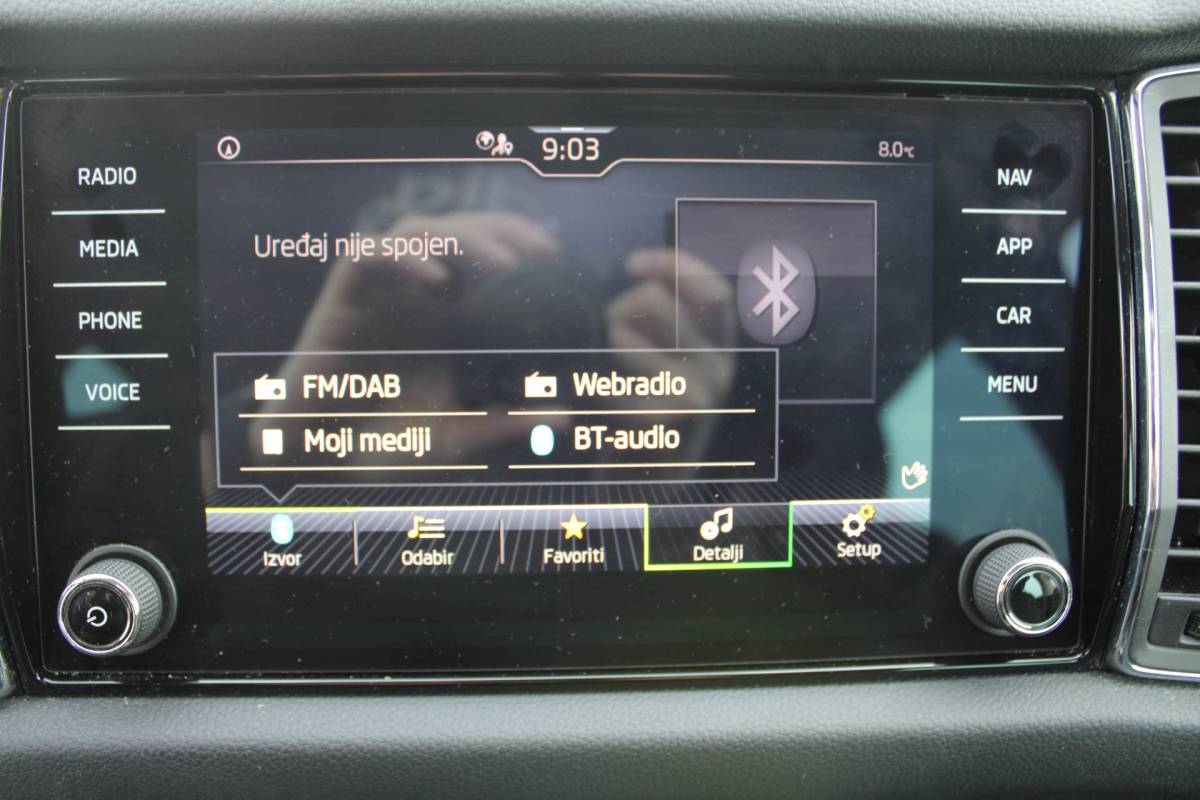 9:03
8.0°C
RADIO
MEDIA
PHONE
VOICE
NAV
APP
CAR
MENU
Uređaj nije spojen.
FM/DAB
Webradio
Moji mediji
BT-audio
Izvor
Odabir
Favoriti
Detalji
Setup